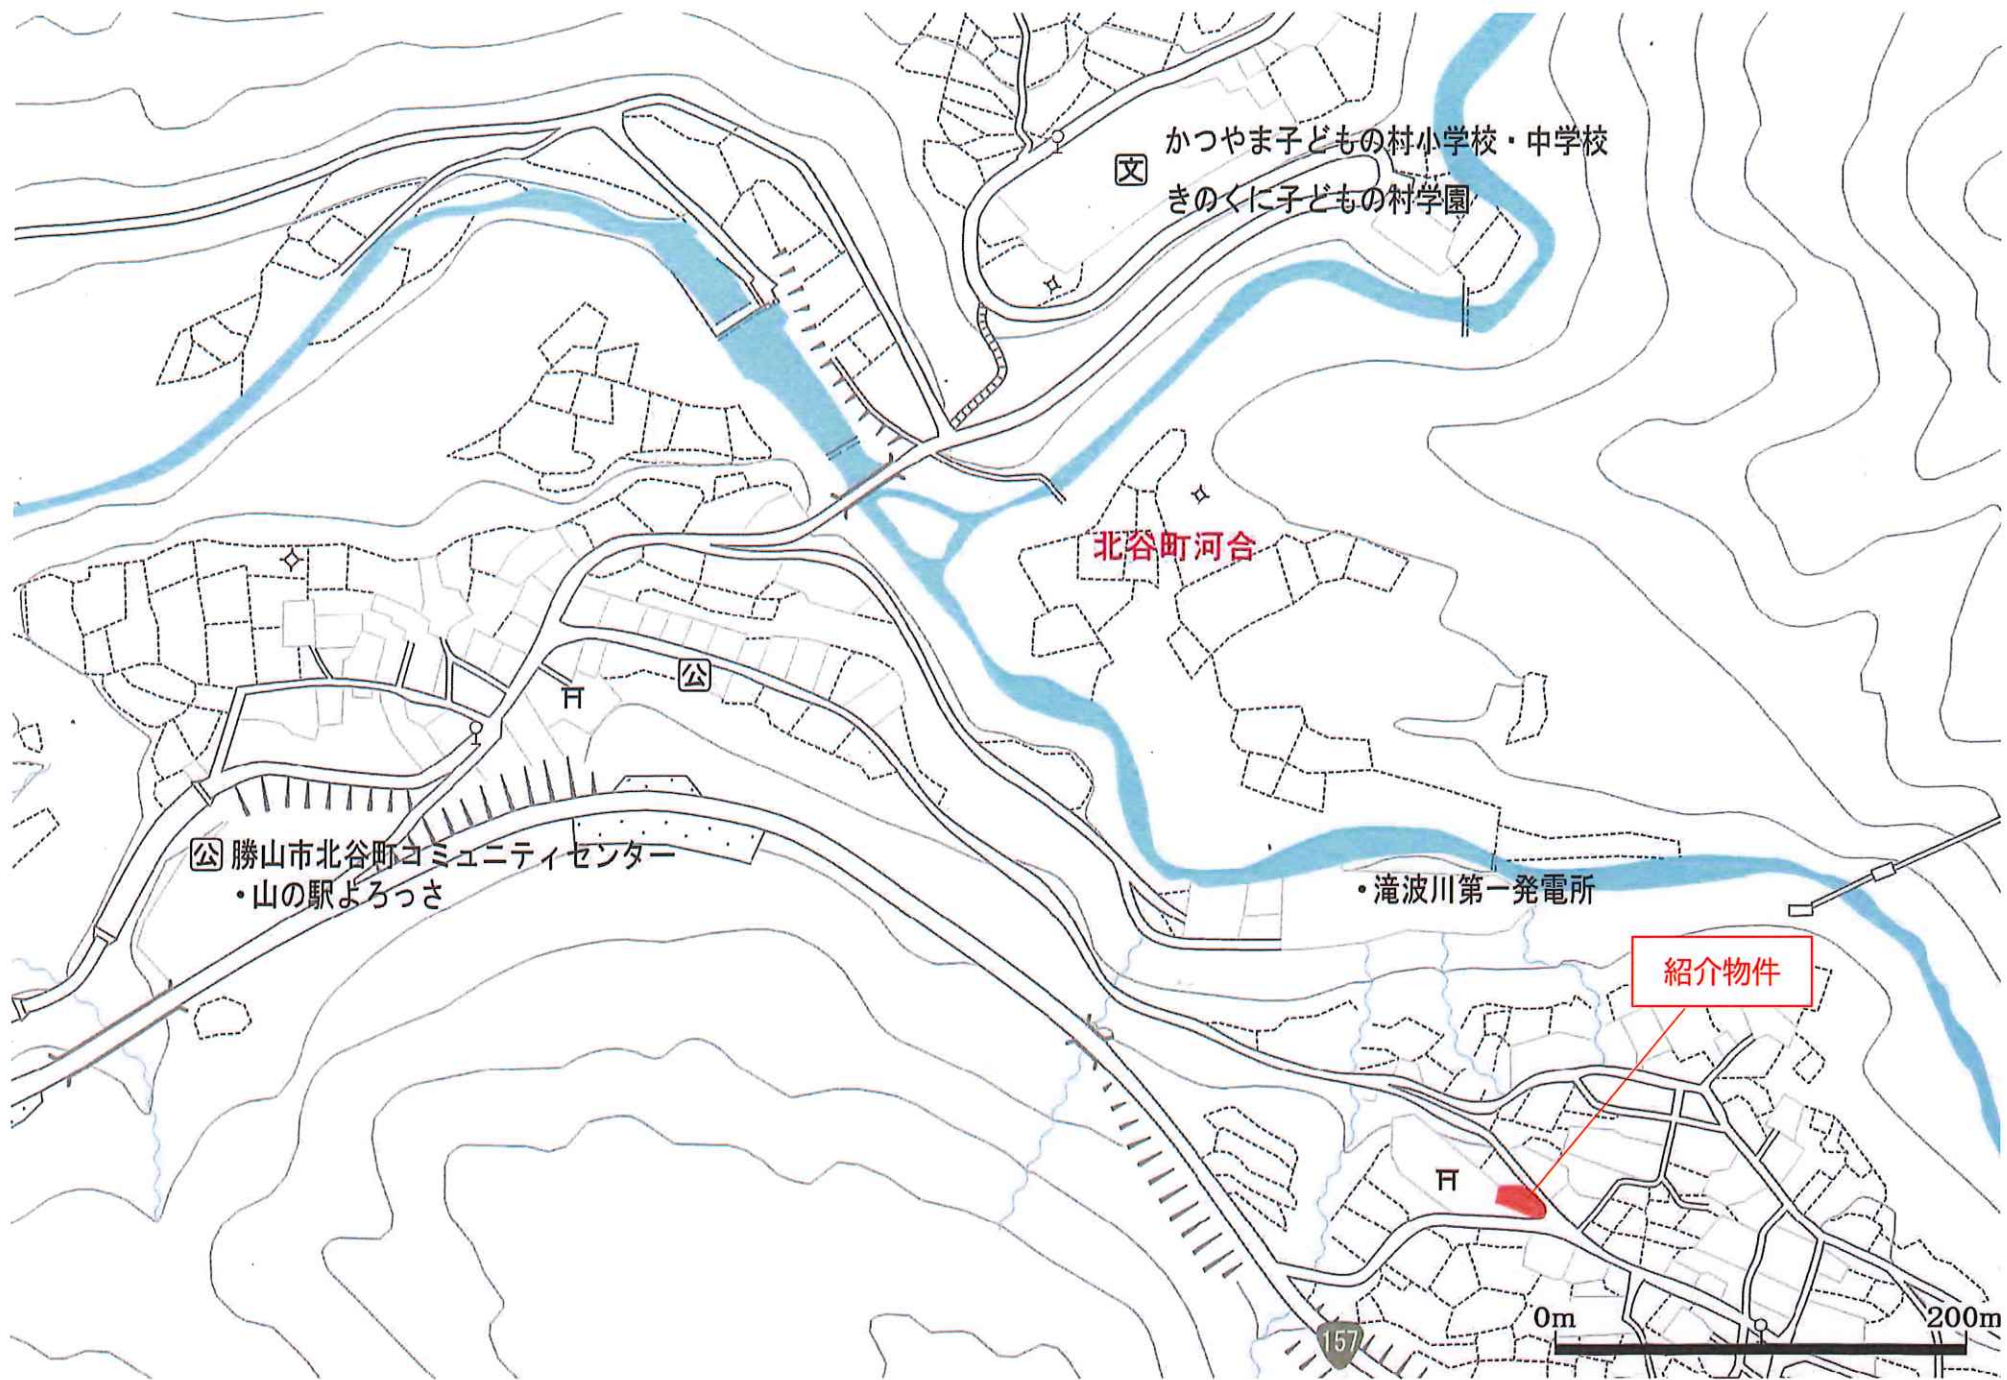 文
かつやま子どもの村小学校・中学校
きのくに子どもの村学園
北谷町河合
公
公 勝山市北谷町コミュニティセンター
・山の駅よろっさ
・滝波川第一発電所
紹介物件
0m
200m
157